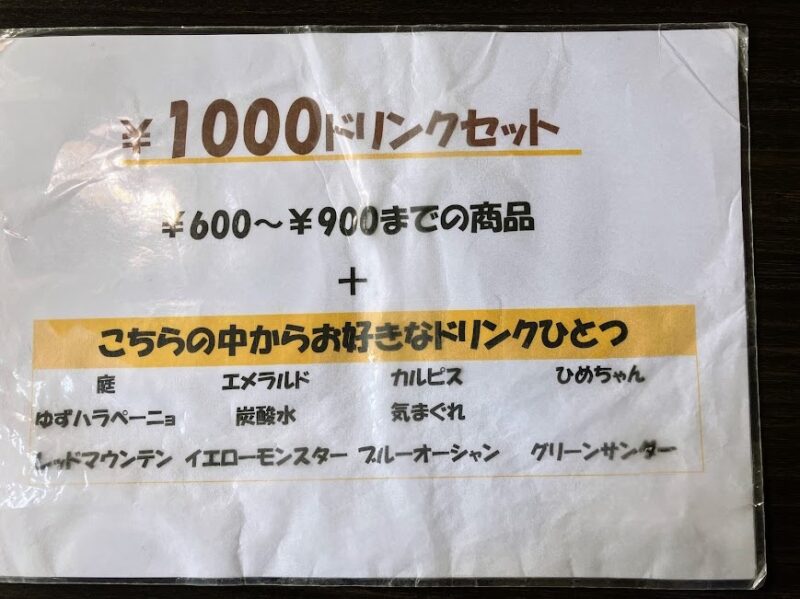 ¥1000ドリンクセット
¥600～¥900までの商品
+
こちらの中からお好きなドリンクひとつ
庭 エメラルド カルピス ひめちゃん
ゆずハラペーニョ 炭酸水 気まぐれ
レッドマウンテン イエローモンスター ブルーオーシャン グリーンサンダー